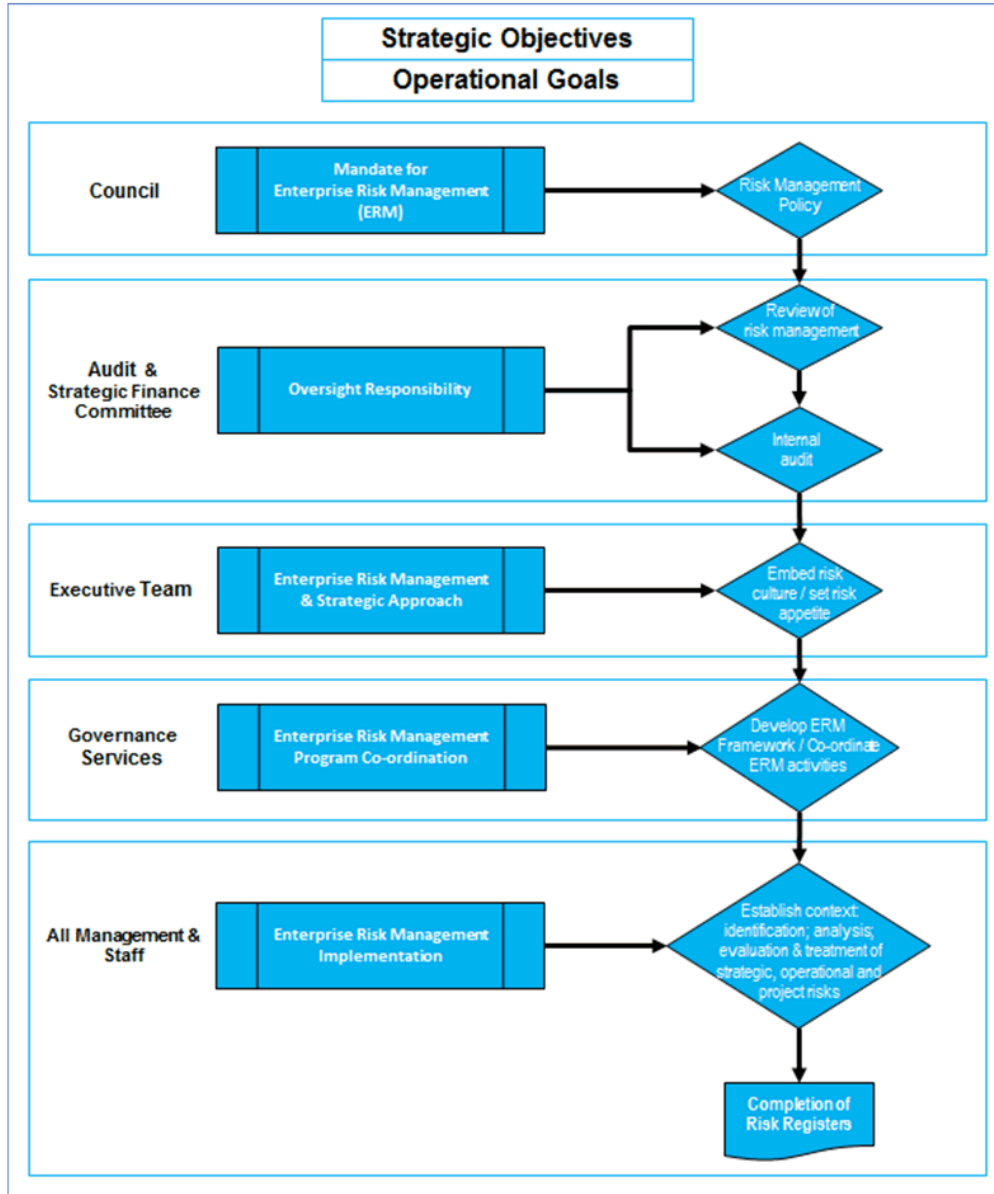 Strategic Objectives
Operational Goals
Council
Mandate for
Enterprise Risk Management
(ERM)
Risk Management
Policy
Audit &
Strategic Finance
Committee
Oversight Responsibility
Review of
risk management
Internal
audit
Executive Team
Enterprise Risk Management
& Strategic Approach
Embed risk
culture / set risk
appetite
Governance
Services
Enterprise Risk Management
Program Co-ordination
Develop ERM
Framework / Co-ordinate
ERM activities
All Management &
Staff
Enterprise Risk Management
Implementation
Establish context:
identification; analysis;
evaluation & treatment of
strategic, operational and
project risks
Completion of
Risk Registers